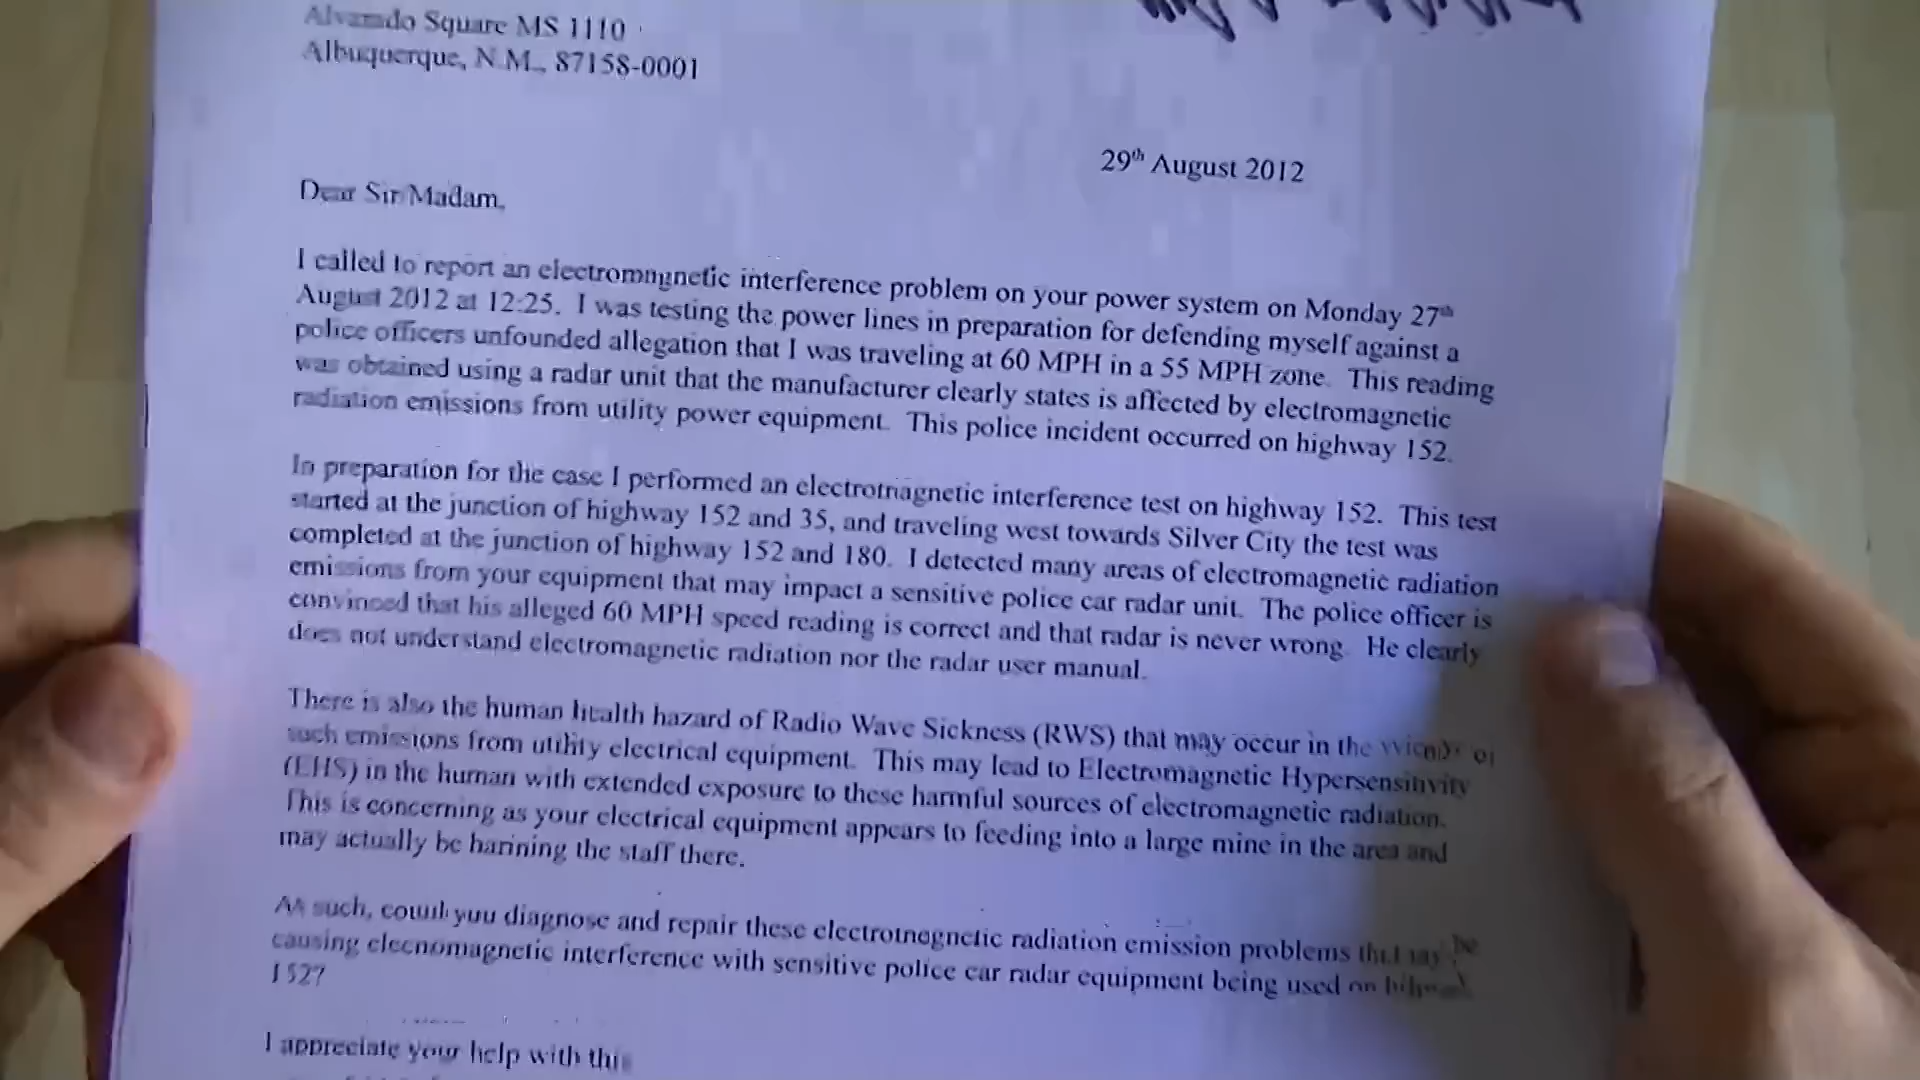 Alvarado Square MS 1110
Albuquerque, N.M., 87158-0001
29th August 2012
Dear Sir/Madam,
I called to report an electromagnetic interference problem on your power system on Monday 27th
August 2012 at 12:25. I was testing the power lines in preparation for defending myself against a
police officers unfounded allegation that I was traveling at 60 MPH in a 55 MPH zone. This reading
was obtained using a radar unit that the manufacturer clearly states is affected by electromagnetic
radiation emissions from utility power equipment. This police incident occurred on highway 152.
In preparation for the case I performed an electromagnetic interference test on highway 152. This test
started at the junction of highway 152 and 35, and traveling west towards Silver City the test was
completed at the junction of highway 152 and 180. I detected many areas of electromagnetic radiation
emissions from your equipment that may impact a sensitive police car radar unit. The police officer is
convinced that his alleged 60 MPH speed reading is correct and that radar is never wrong. He clearly
does not understand electromagnetic radiation nor the radar user manual.
There is also the human health hazard of Radio Wave Sickness (RWS) that may occur in the vicinity of
such emissions from utility electrical equipment. This may lead to Electromagnetic Hypersensitivity
(EHS) in the human with extended exposure to these harmful sources of electromagnetic radiation.
This is concerning as your electrical equipment appears to feeding into a large mine in the area and
may actually be harming the staff there.
As such, could you diagnose and repair these electromagnetic radiation emission problems that may be
causing electromagnetic interference with sensitive police car radar equipment being used on
152?
I appreciate your help with this